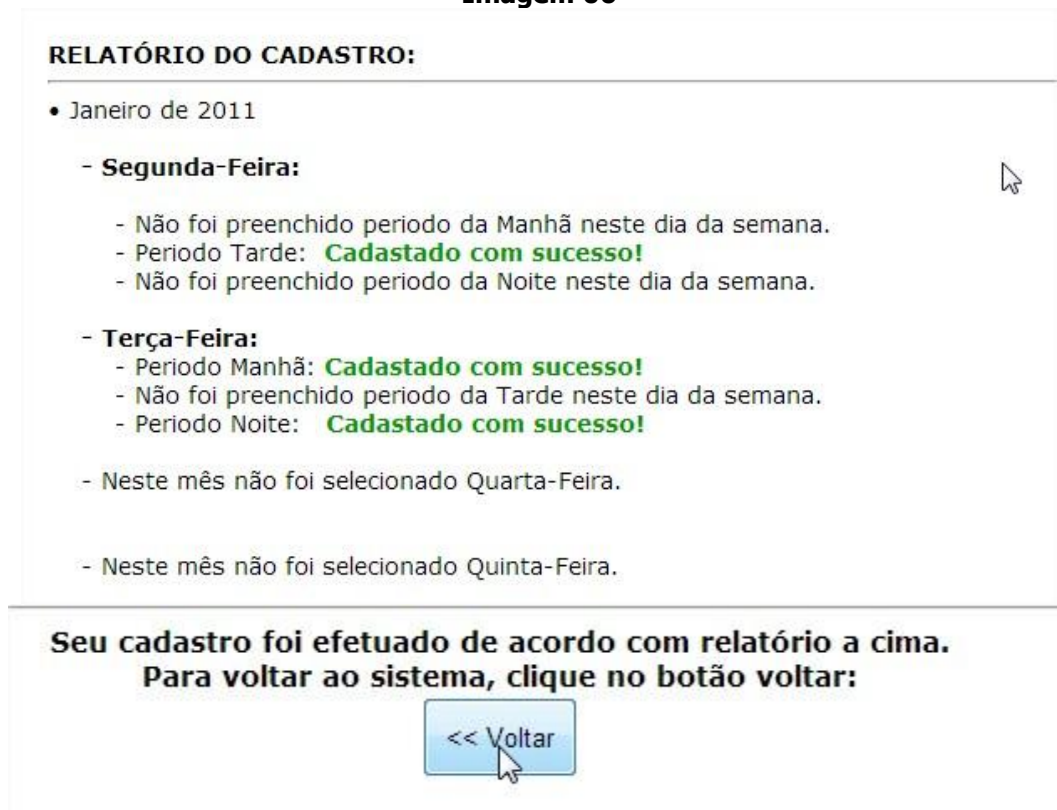 RELATÓRIO DO CADASTRO:
• Janeiro de 2011
- Segunda-Feira:
- Não foi preenchido periodo da Manhã neste dia da semana.
- Periodo Tarde: Cadastado com sucesso!
- Não foi preenchido periodo da Noite neste dia da semana.
- Terça-Feira:
- Periodo Manhã: Cadastado com sucesso!
- Não foi preenchido periodo da Tarde neste dia da semana.
- Periodo Noite: Cadastado com sucesso!
- Neste mês não foi selecionado Quarta-Feira.
- Neste mês não foi selecionado Quinta-Feira.
Seu cadastro foi efetuado de acordo com relatório a cima.
Para voltar ao sistema, clique no botão voltar:
<< Voltar